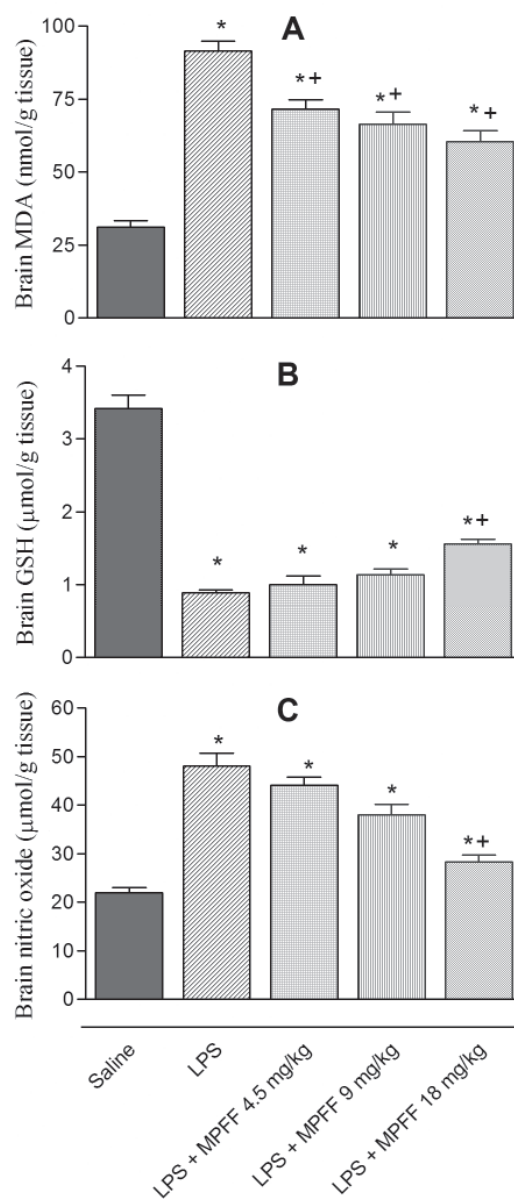 A
Brain MDA (nmol/g tissue)
100
75
50
25
0
*
*+
*+
*+
B
Brain GSH (μmol/g tissue)
4
3
2
1
0
*
*
*
*+
C
Brain nitric oxide (μmol/g tissue)
60
50
40
30
20
10
0
*
*
*
*+
Saline
LPS
LPS + MPFF 4.5 mg/kg
LPS + MPFF 9 mg/kg
LPS + MPFF 18 mg/kg